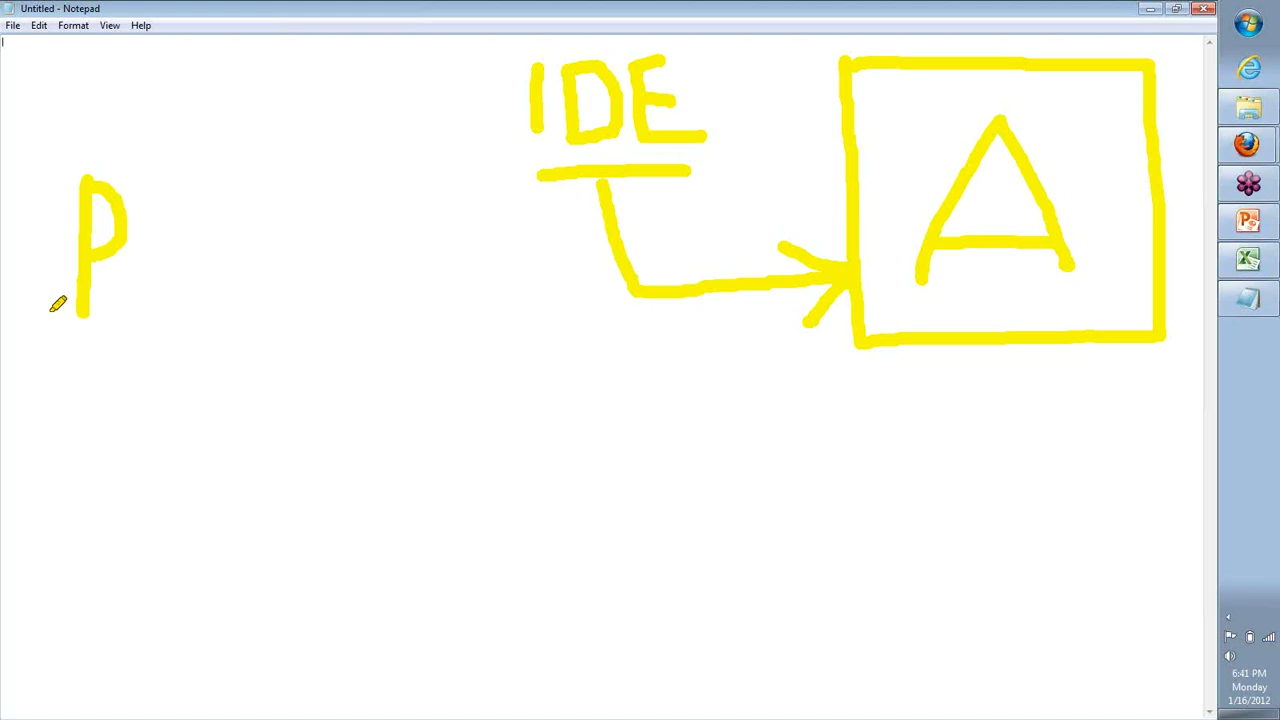 Untitled - Notepad
File Edit Format View Help
IDE
A
P
6:41 PM
Monday
1/16/2012